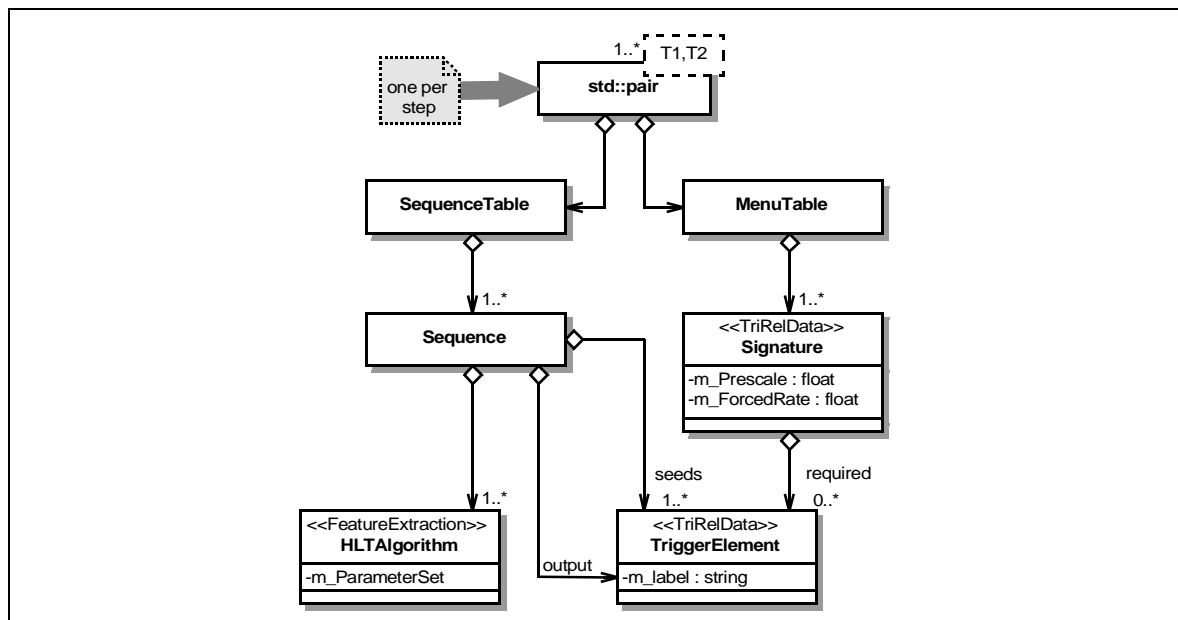 1..*
T1,T2
one per
step
std::pair
SequenceTable
MenuTable
1..*
1..*
Sequence
<<TriRelData>>
Signature
-m_Prescale : float
-m_ForcedRate : float
seeds
required
1..*
1..*
0..*
<<FeatureExtraction>>
HLTAlgorithm
-m_ParameterSet
output
<<TriRelData>>
TriggerElement
-m_label : string